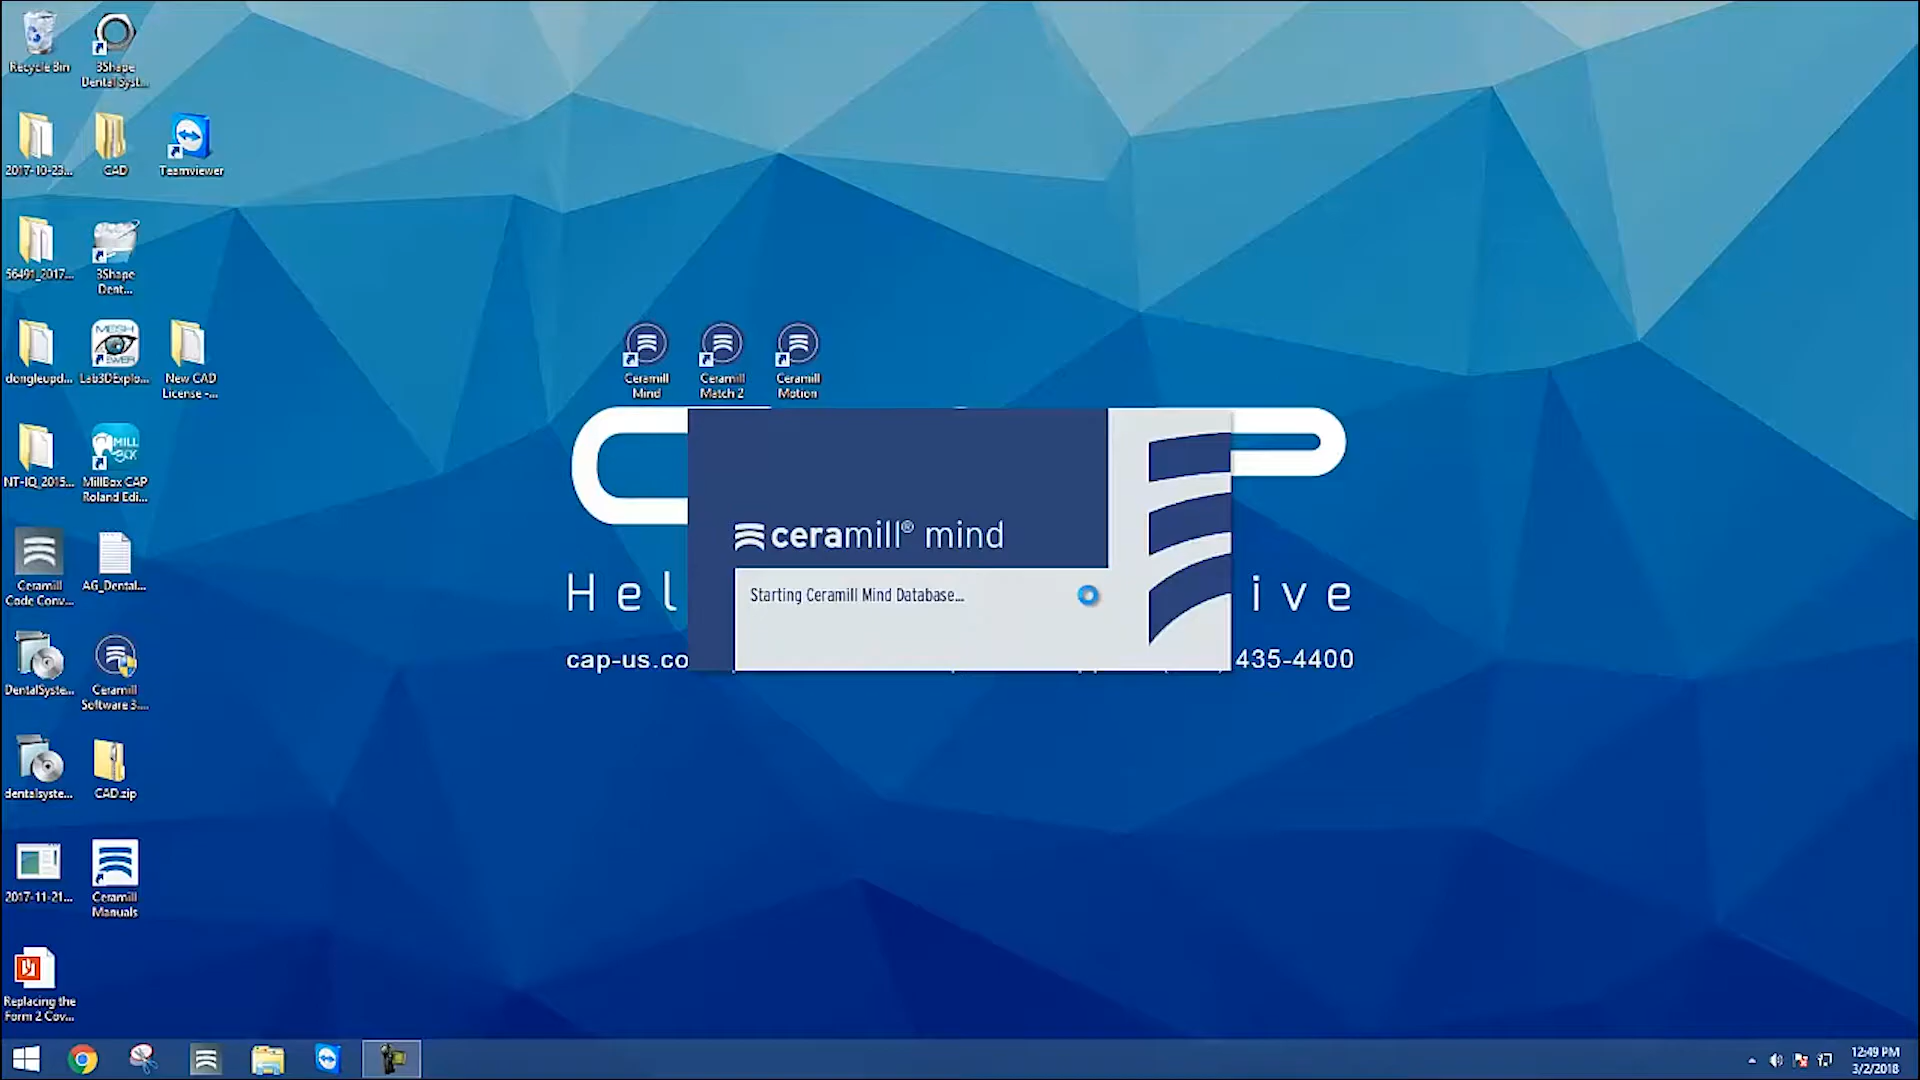 Recycle Bin
3Shape
DentalSyst...
2017-10-23...
CAD
Teamviewer
56491_2017...
3Shape
Dent...
dongleupd...
Lab3DExplo...
New CAD
License -...
NT-IQ_2015...
MillBox CAP
Roland Edi...
Ceramill
Code Conv...
AG_Dental...
DentalSyste...
Ceramill
Software 3....
dentalsyste...
CAD.zip
2017-11-21...
Ceramill
Manuals
Replacing the
Form 2 Cov...
Ceramill
Mind
Ceramill
Match 2
Ceramill
Motion
ceramill® mind
Starting Ceramill Mind Database...
Hel
ive
cap-us.co
435-4400
12:49 PM
3/2/2018